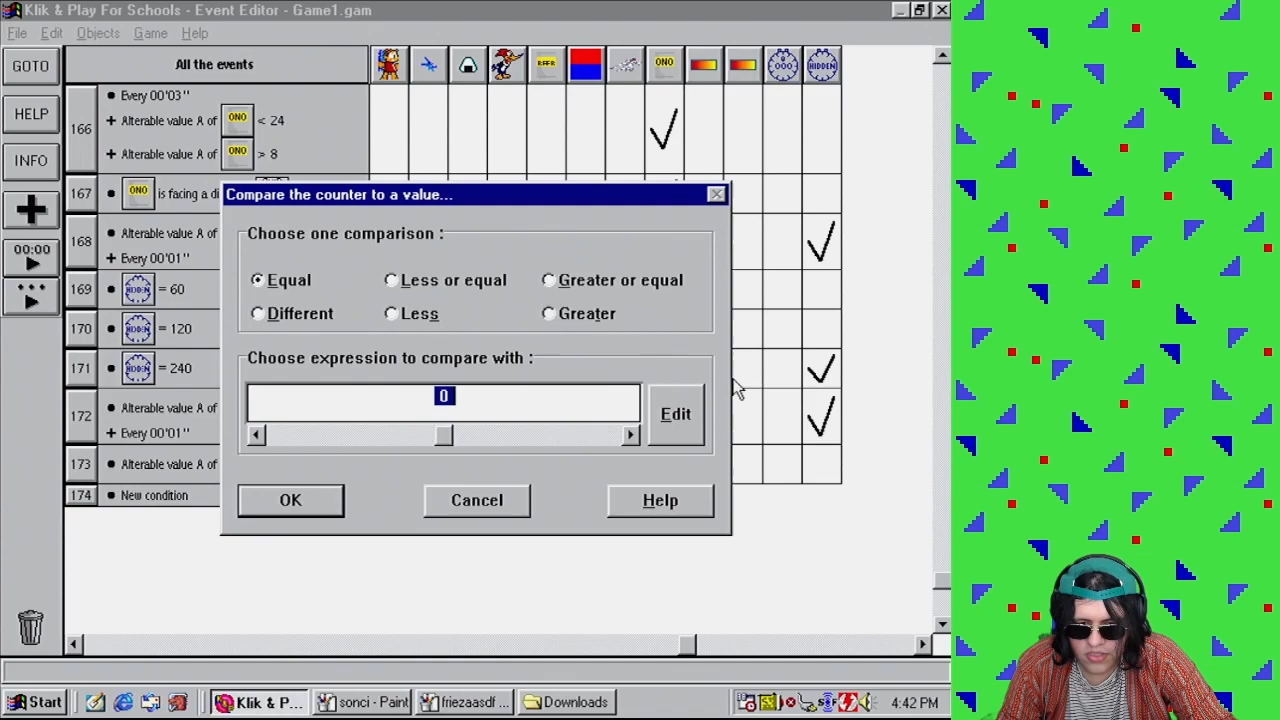 Klik & Play For Schools - Event Editor - Game1.gam
File Edit Objects Game Help
GOTO
All the events
BEER
ONO
0 000
HIDDEN
HELP
INFO
00:00
166
• Every 00'03"
+ Alterable value A of ONO < 24
+ Alterable value A of ONO > 8
167
• ONO is facing a di
168
Alterable value A of
+ Every 00'01"
169
• HIDDEN = 60
170
• HIDDEN = 120
171
• HIDDEN = 240
172
• Alterable value A of
+ Every 00'01"
173
• Alterable value A of
174
• New condition
Compare the counter to a value...
Choose one comparison :
Equal
Less or equal
Greater or equal
Different
Less
Greater
Choose expression to compare with :
0
Edit
OK
Cancel
Help
Start
Klik & P...
sonci - Paint
friezaasdf ...
Downloads
4:42 PM